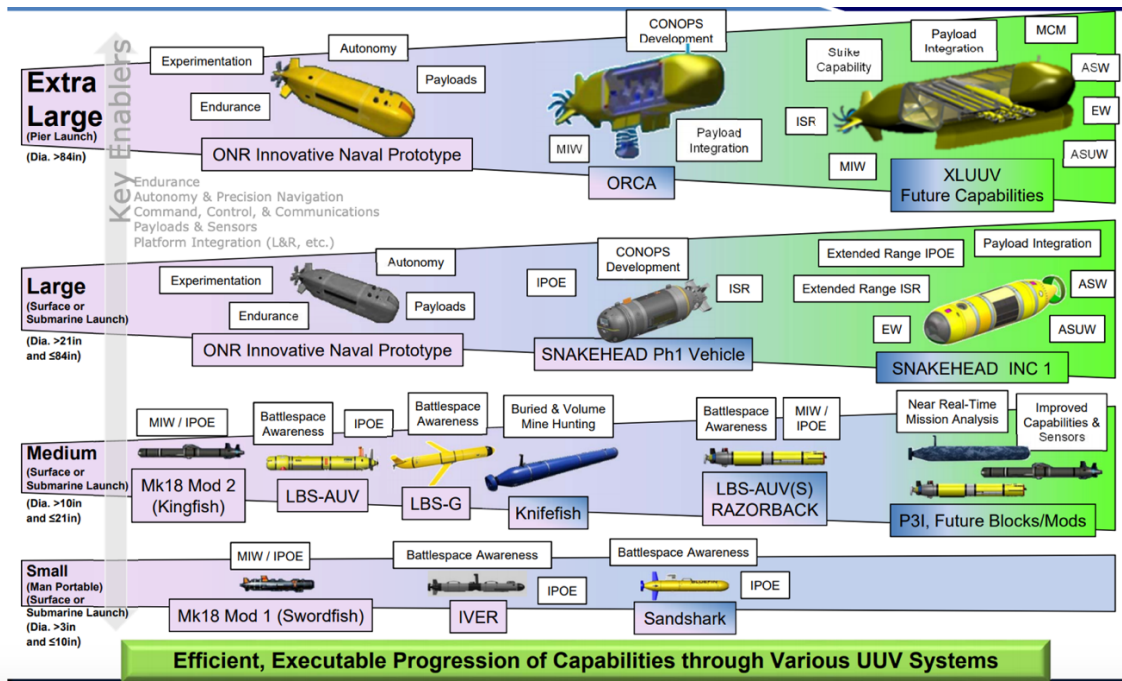 Key Enablers
Extra
Large
(Pier Launch)
(Dia. >84in)
Experimentation
Autonomy
Endurance
Payloads
ONR Innovative Naval Prototype
CONOPS
Development
MIW
Payload
Integration
ORCA
Strike
Capability
Payload
Integration
MCM
ISR
ASW
EW
MIW
ASUW
XLUUV
Future Capabilities
Endurance
Autonomy & Precision Navigation
Command, Control, & Communications
Payloads & Sensors
Platform Integration (L&R, etc.)
Large
(Surface or
Submarine Launch)
(Dia. >21in
and ≤84in)
Experimentation
Autonomy
Endurance
Payloads
ONR Innovative Naval Prototype
IPOE
CONOPS
Development
ISR
SNAKEHEAD Ph1 Vehicle
Extended Range IPOE
Payload Integration
Extended Range ISR
ASW
EW
ASUW
SNAKEHEAD INC 1
Medium
(Surface or
Submarine Launch)
(Dia. >10in
and ≤21in)
MIW / IPOE
Mk18 Mod 2
(Kingfish)
Battlespace
Awareness
IPOE
LBS-AUV
Battlespace
Awareness
LBS-G
Buried & Volume
Mine Hunting
Knifefish
Battlespace
Awareness
MIW /
IPOE
LBS-AUV(S)
RAZORBACK
Near Real-Time
Mission Analysis
Improved
Capabilities &
Sensors
P3I, Future Blocks/Mods
Small
(Man Portable)
(Surface or
Submarine Launch)
(Dia. >3in
and ≤10in)
MIW / IPOE
Mk18 Mod 1 (Swordfish)
Battlespace Awareness
IPOE
IVER
Battlespace Awareness
IPOE
Sandshark
Efficient, Executable Progression of Capabilities through Various UUV Systems